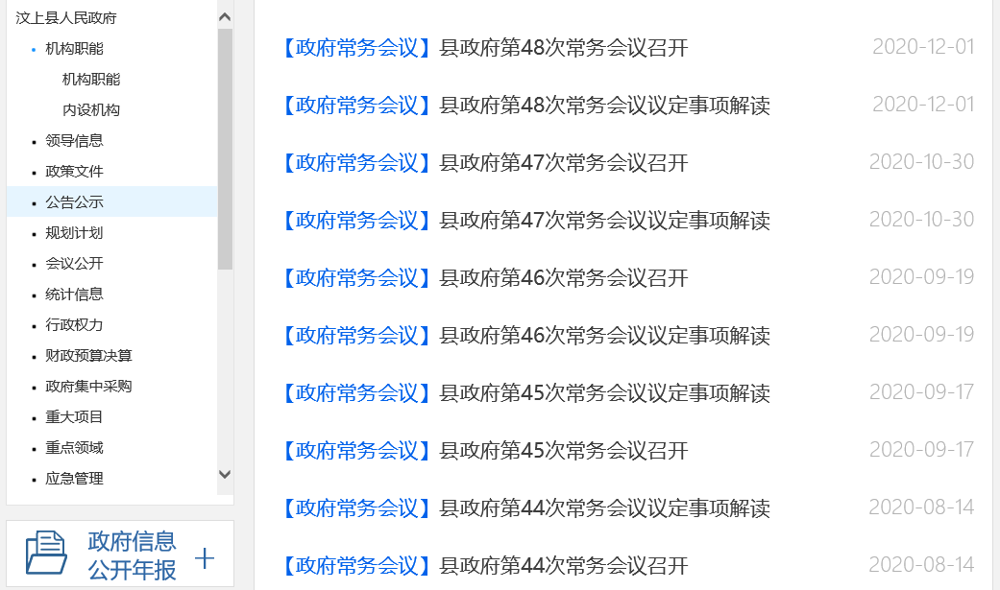 汶上县人民政府
机构职能
机构职能
内设机构
领导信息
政策文件
公告公示
规划计划
会议公开
统计信息
行政权力
财政预算决算
政府集中采购
重大项目
重点领域
应急管理
政府信息
公开年报
【政府常务会议】县政府第48次常务会议召开 2020-12-01
【政府常务会议】县政府第48次常务会议议定事项解读 2020-12-01
【政府常务会议】县政府第47次常务会议召开 2020-10-30
【政府常务会议】县政府第47次常务会议议定事项解读 2020-10-30
【政府常务会议】县政府第46次常务会议召开 2020-09-19
【政府常务会议】县政府第46次常务会议议定事项解读 2020-09-19
【政府常务会议】县政府第45次常务会议议定事项解读 2020-09-17
【政府常务会议】县政府第45次常务会议召开 2020-09-17
【政府常务会议】县政府第44次常务会议议定事项解读 2020-08-14
【政府常务会议】县政府第44次常务会议召开 2020-08-14